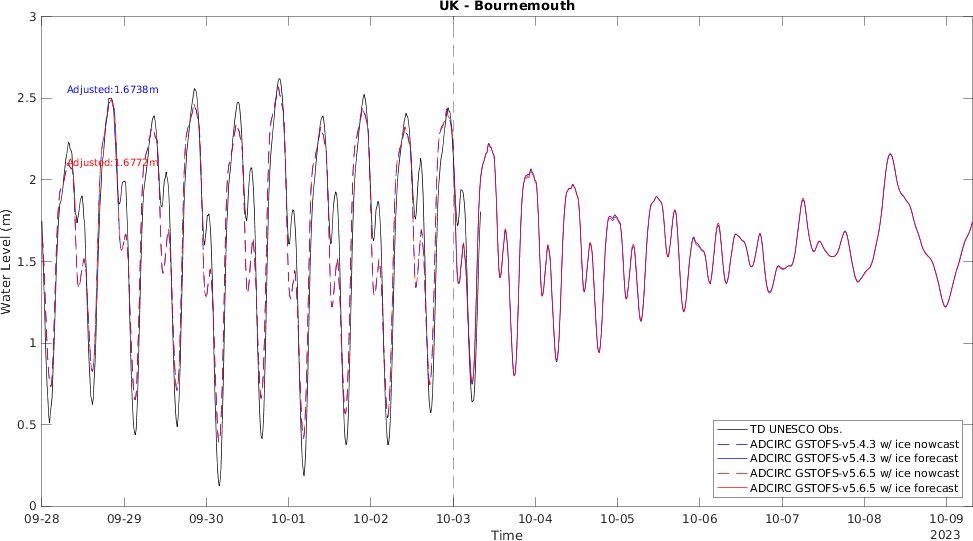 UK - Bournemouth
3
2.5
2
1.5
1
0.5
0
Water Level (m)
Adjusted:1.6738m
Adjusted:1.6772m
TD UNESCO Obs.
ADCIRC GSTOFS-v5.4.3 w/ ice nowcast
ADCIRC GSTOFS-v5.4.3 w/ ice forecast
ADCIRC GSTOFS-v5.6.5 w/ ice nowcast
ADCIRC GSTOFS-v5.6.5 w/ ice forecast
09-28 09-29 09-30 10-01 10-02 10-03 10-04 10-05 10-06 10-07 10-08 10-09
Time
2023